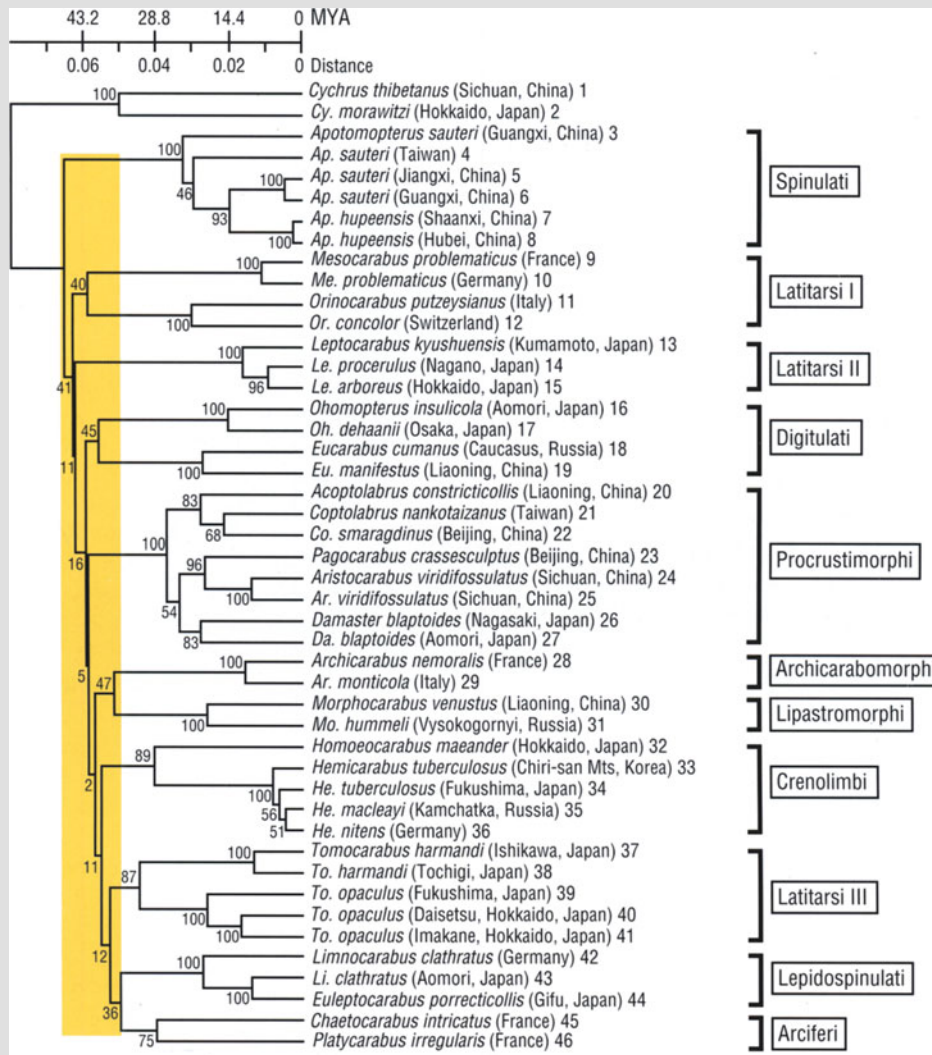 43.2 28.8 14.4 0 MYA
0.06 0.04 0.02 0 Distance
Cychrus thibetanus (Sichuan, China) 1
100
Cy. morawitzi (Hokkaido, Japan) 2
Apotomopterus sauteri (Guangxi, China) 3
100
Ap. sauteri (Taiwan) 4
Ap. sauteri (Jiangxi, China) 5
46
100
Ap. sauteri (Guangxi, China) 6
93
Ap. hupeensis (Shaanxi, China) 7
100
Ap. hupeensis (Hubei, China) 8
Spinulati
Mesocarabus problematicus (France) 9
100
40
Me. problematicus (Germany) 10
Orinocarabus putzeysianus (Italy) 11
100
Or. concolor (Switzerland) 12
Latitarsi I
Leptocarabus kyushuensis (Kumamoto, Japan) 13
100
Le. procerulus (Nagano, Japan) 14
41
96
Le. arboreus (Hokkaido, Japan) 15
Latitarsi II
Ohomopterus insulicola (Aomori, Japan) 16
100
45
Oh. dehaanii (Osaka, Japan) 17
Eucarabus cumanus (Caucasus, Russia) 18
11
100
Eu. manifestus (Liaoning, China) 19
Digitulati
Acoptolabrus constricticollis (Liaoning, China) 20
83
Coptolabrus nankotaizanus (Taiwan) 21
68
Co. smaragdinus (Beijing, China) 22
100
16
Pagocarabus crassesculptus (Beijing, China) 23
96
Aristocarabus viridifossulatus (Sichuan, China) 24
100
Ar. viridifossulatus (Sichuan, China) 25
54
Damaster blaptoides (Nagasaki, Japan) 26
83
Da. blaptoides (Aomori, Japan) 27
Procrustimorphi
Archicarabus nemoralis (France) 28
100
5
47
Ar. monticola (Italy) 29
Archicarabomorph
Morphocarabus venustus (Liaoning, China) 30
100
Mo. hummeli (Vysokogornyi, Russia) 31
Lipastromorphi
Homoeocarabus maeander (Hokkaido, Japan) 32
89
Hemicarabus tuberculosus (Chiri-san Mts, Korea) 33
2
100
He. tuberculosus (Fukushima, Japan) 34
56
He. macleayi (Kamchatka, Russia) 35
51
He. nitens (Germany) 36
Crenolimbi
Tomocarabus harmandi (Ishikawa, Japan) 37
100
11
87
To. harmandi (Tochigi, Japan) 38
To. opaculus (Fukushima, Japan) 39
100
To. opaculus (Daisetsu, Hokkaido, Japan) 40
100
To. opaculus (Imakane, Hokkaido, Japan) 41
Latitarsi III
12
Limnocarabus clathratus (Germany) 42
100
Li. clathratus (Aomori, Japan) 43
100
Euleptocarabus porrecticollis (Gifu, Japan) 44
Lepidospinulati
36
Chaetocarabus intricatus (France) 45
75
Platycarabus irregularis (France) 46
Arciferi